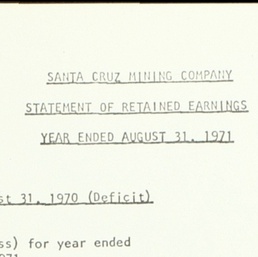 SANTA CRUZ MINING COMPANY
STATEMENT OF RETAINED EARNINGS
YEAR ENDED AUGUST 31, 1971
st 31, 1970 (Deficit)
ss) for year ended
971